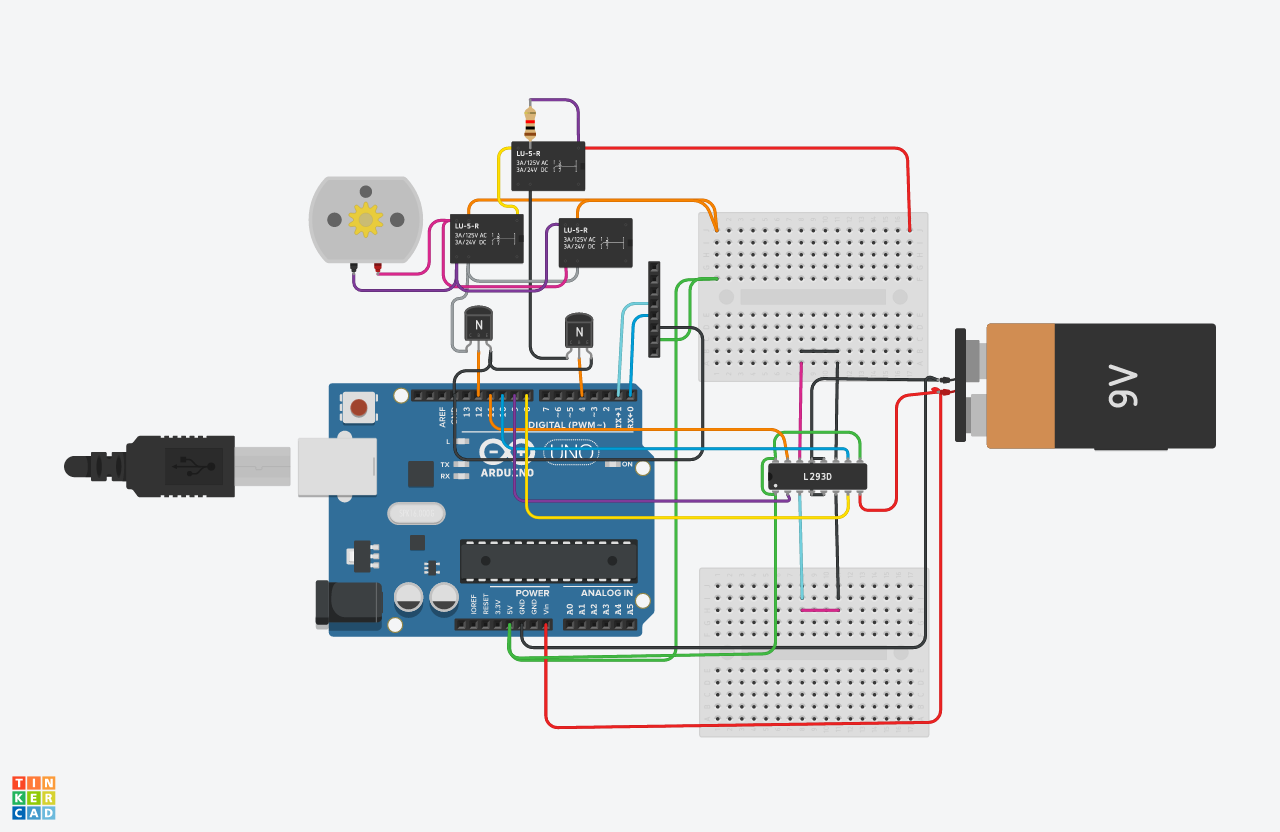 LU-5-R
3A/125V AC
3A/24V DC
LU-5-R
3A/125V AC
3A/24V DC
LU-5-R
3A/125V AC
3A/24V DC
N
N
9V
AREF
GND
13
12
8
7
~6
~5
4
~3
2
TX→1
RX←0
DIGITAL (PWM~)
L
TX
RX
ARDUINO
UNO
ON
L293D
POWER
ANALOG IN
IOREF
RESET
3.3V
5V
GND
GND
Vin
A0
A1
A2
A3
A4
A5
TIN
KER
CAD